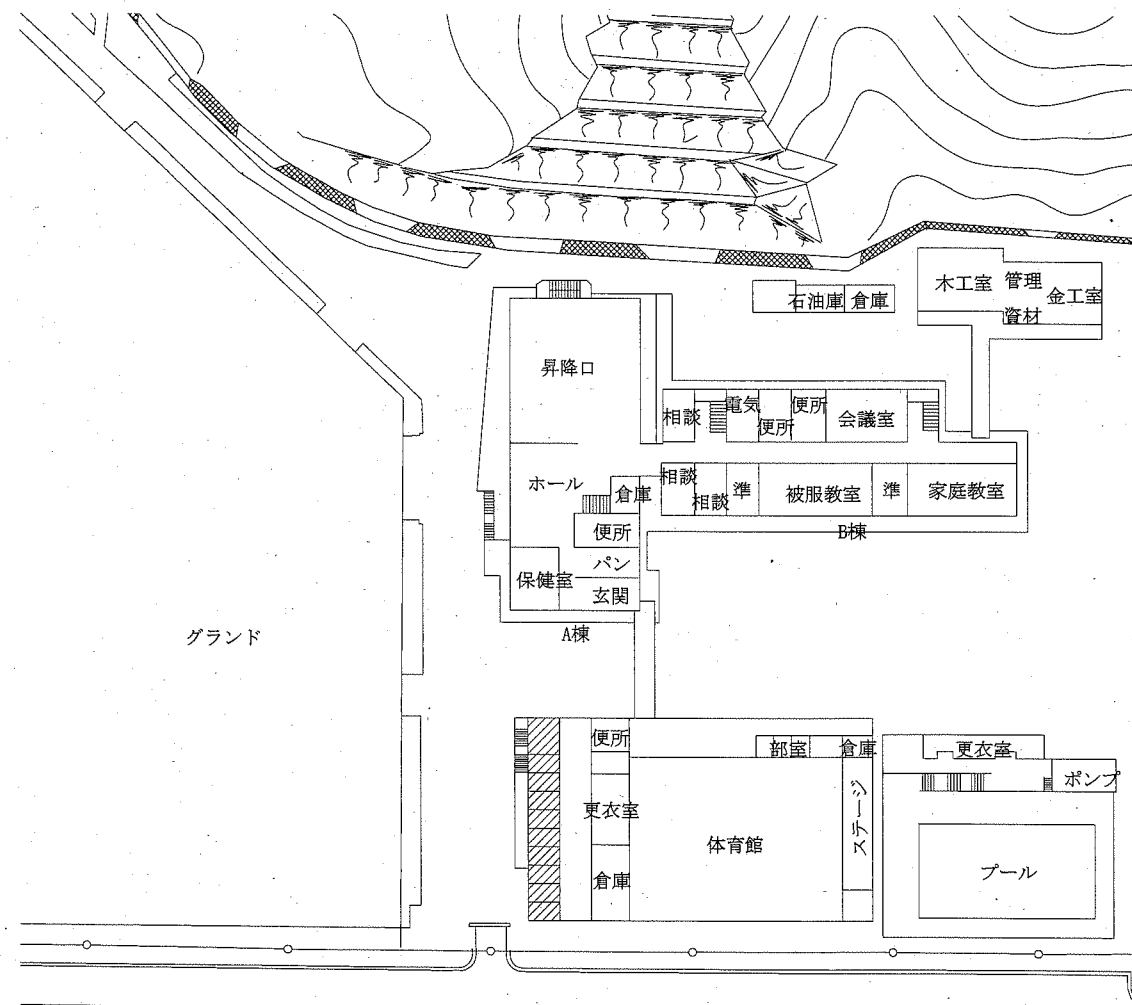 木工室
管理
資材
金工室
石油庫
倉庫
昇降口
相談
電気
便所
便所
会議室
ホール
倉庫
相談
相談
準
被服教室
準
家庭教室
便所
B棟
パン
保健室
玄関
A棟
グランド
便所
部室
倉庫
更衣室
ポンプ
更衣室
体育館
ステージ
倉庫
プール